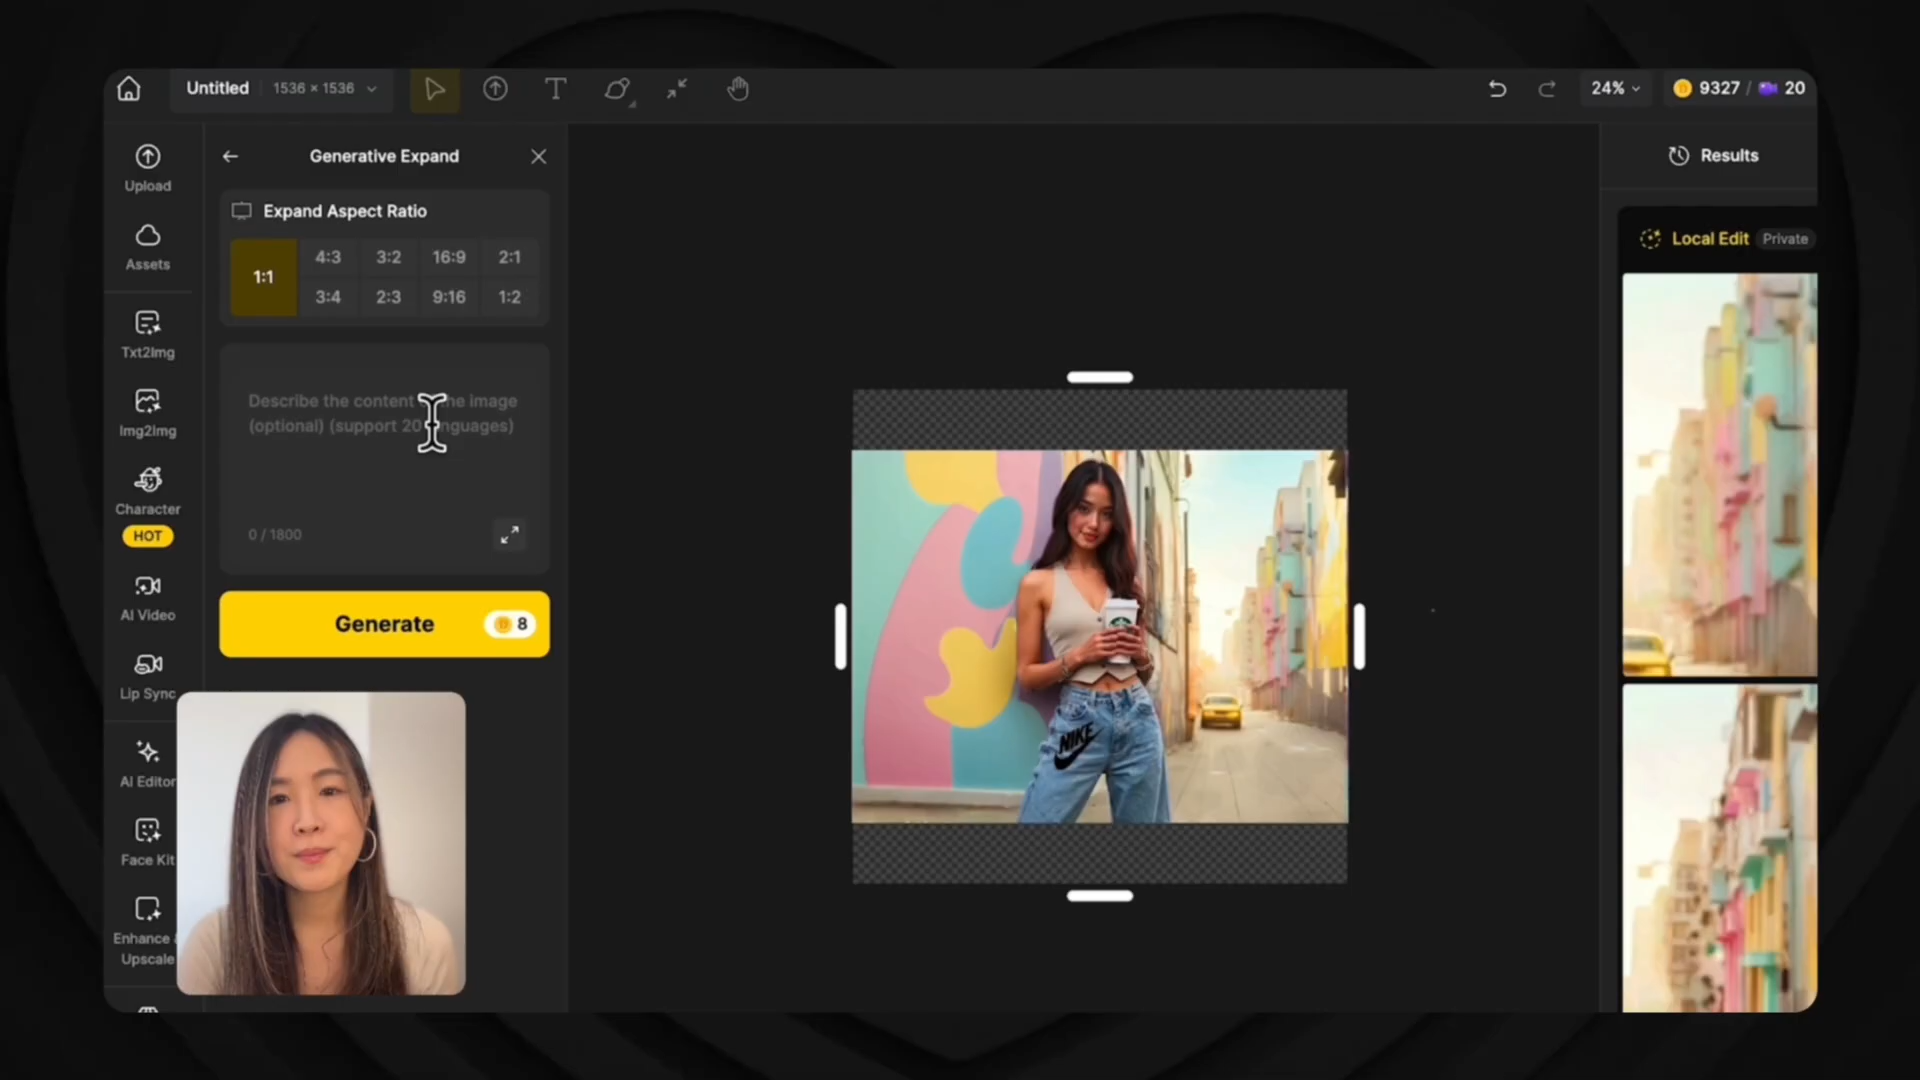 Untitled 1536 × 1536
24% 9327 / 20
Upload
Assets
Txt2Img
Img2Img
Character
HOT
AI Video
Lip Sync
AI Editor
Face Kit
Enhance &
Upscale
Generative Expand
Expand Aspect Ratio
1:1 4:3 3:2 16:9 2:1
3:4 2:3 9:16 1:2
Describe the content image
(optional) (support 20
0 / 1800
Generate 8
NIKE
Results
Local Edit Private